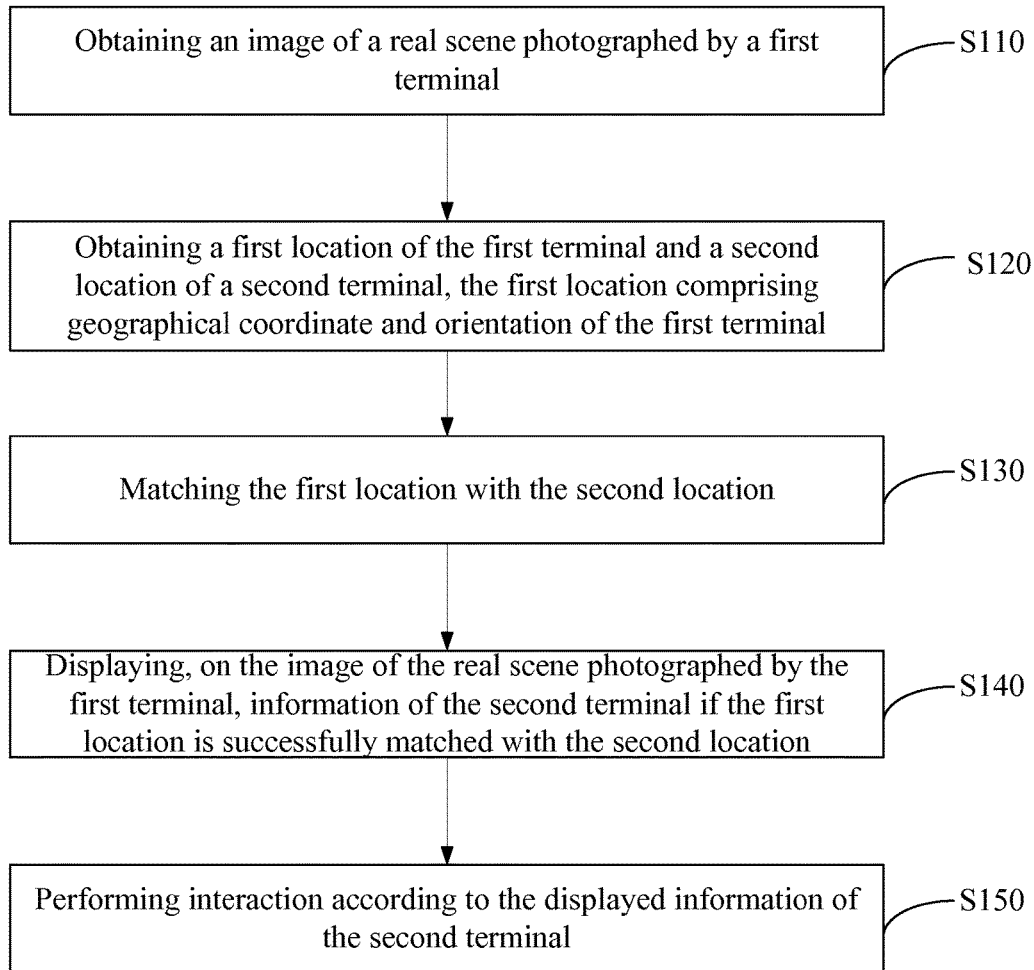 Obtaining an image of a real scene photographed by a first
terminal
S110
Obtaining a first location of the first terminal and a second
location of a second terminal, the first location comprising
geographical coordinate and orientation of the first terminal
S120
Matching the first location with the second location
S130
Displaying, on the image of the real scene photographed by the
first terminal, information of the second terminal if the first
location is successfully matched with the second location
S140
Performing interaction according to the displayed information of
the second terminal
S150